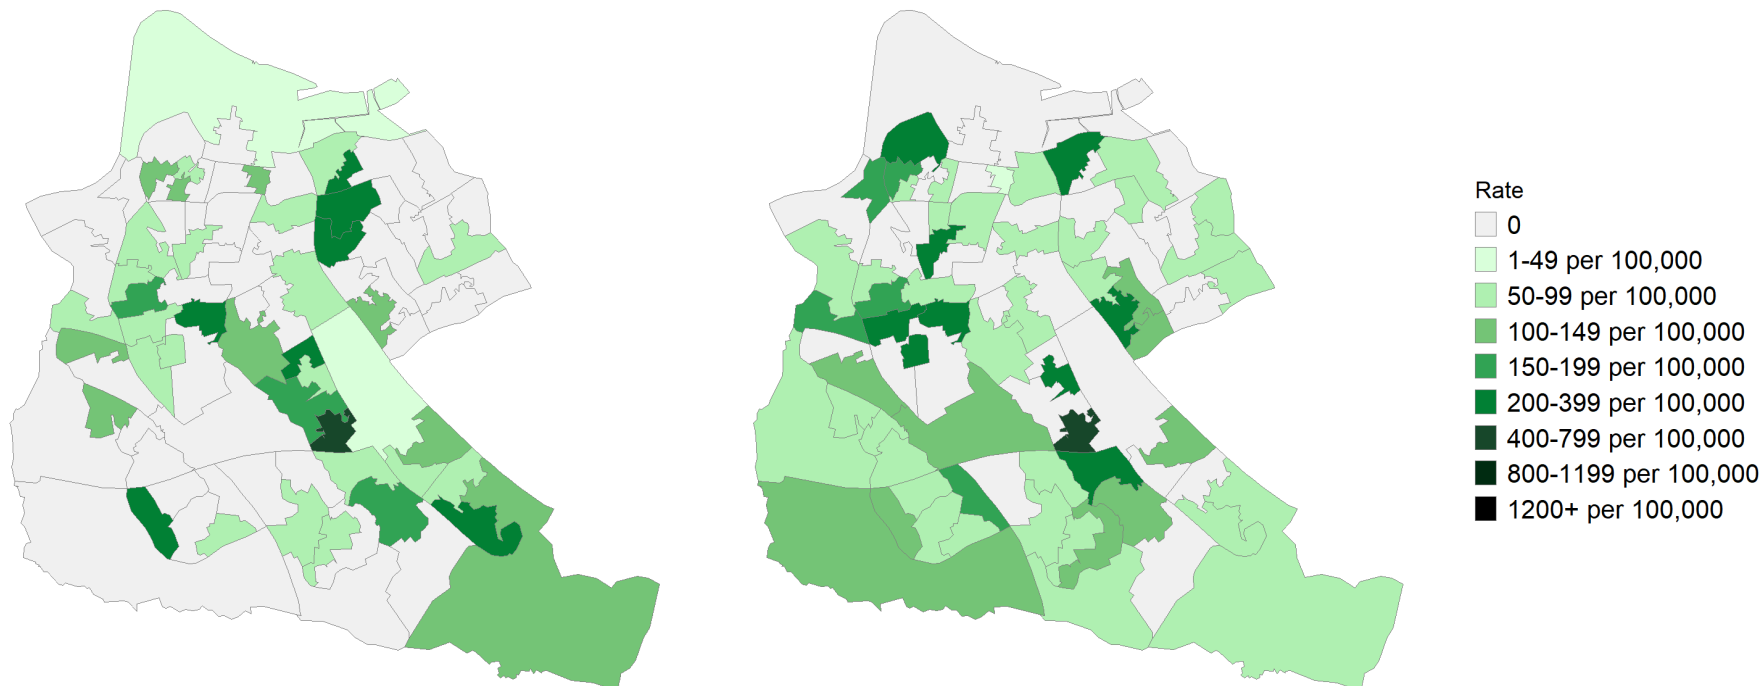 Rate
0
1-49 per 100,000
50-99 per 100,000
100-149 per 100,000
150-199 per 100,000
200-399 per 100,000
400-799 per 100,000
800-1199 per 100,000
1200+ per 100,000